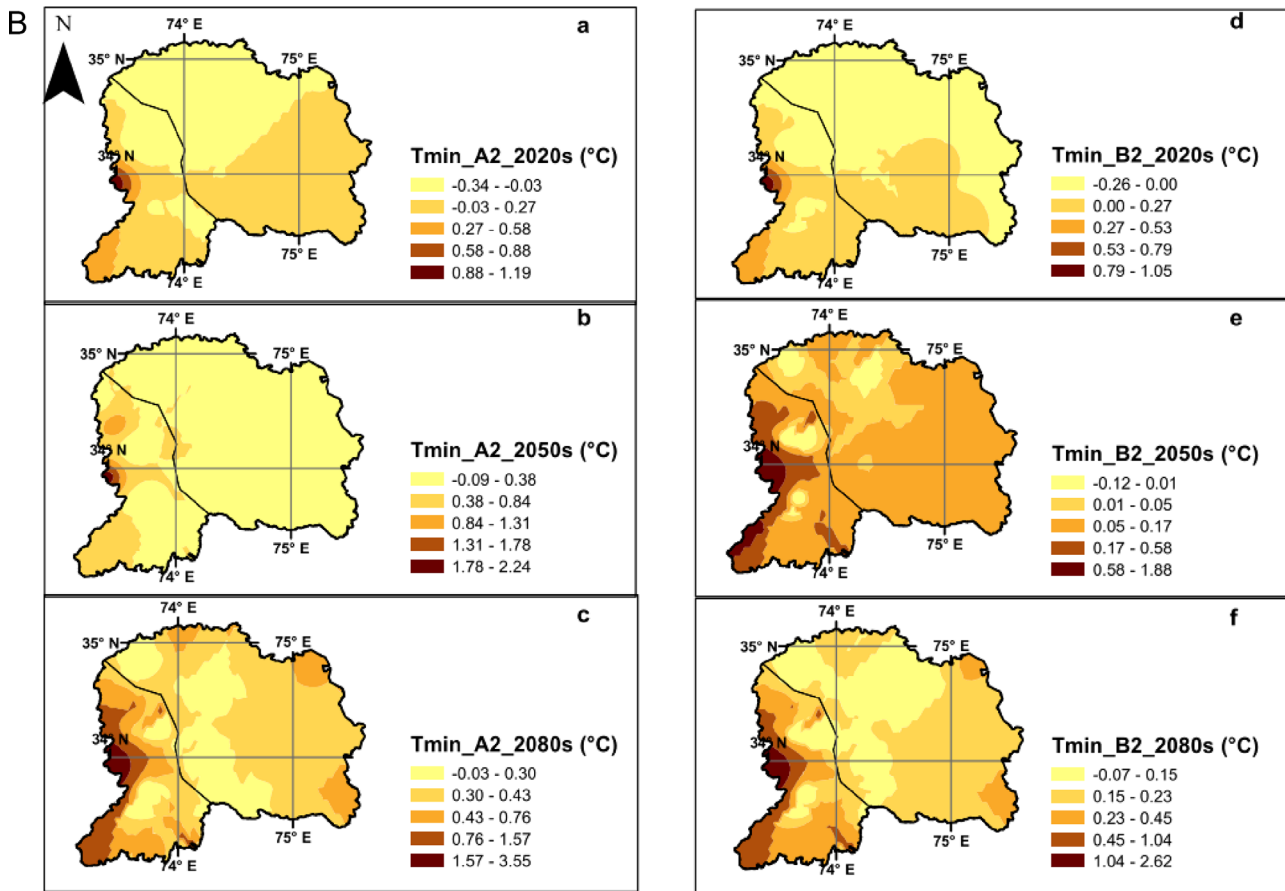 B
N
a
74° E
35° N
75° E
34° N
75° E
74° E
Tmin_A2_2020s (°C)
-0.34 - -0.03
-0.03 - 0.27
0.27 - 0.58
0.58 - 0.88
0.88 - 1.19
b
74° E
35° N
75° E
34° N
75° E
74° E
Tmin_A2_2050s (°C)
-0.09 - 0.38
0.38 - 0.84
0.84 - 1.31
1.31 - 1.78
1.78 - 2.24
c
74° E
35° N
75° E
34° N
75° E
74° E
Tmin_A2_2080s (°C)
-0.03 - 0.30
0.30 - 0.43
0.43 - 0.76
0.76 - 1.57
1.57 - 3.55
d
74° E
35° N
75° E
34° N
75° E
74° E
Tmin_B2_2020s (°C)
-0.26 - 0.00
0.00 - 0.27
0.27 - 0.53
0.53 - 0.79
0.79 - 1.05
e
74° E
35° N
75° E
34° N
75° E
74° E
Tmin_B2_2050s (°C)
-0.12 - 0.01
0.01 - 0.05
0.05 - 0.17
0.17 - 0.58
0.58 - 1.88
f
74° E
35° N
75° E
34° N
75° E
74° E
Tmin_B2_2080s (°C)
-0.07 - 0.15
0.15 - 0.23
0.23 - 0.45
0.45 - 1.04
1.04 - 2.62